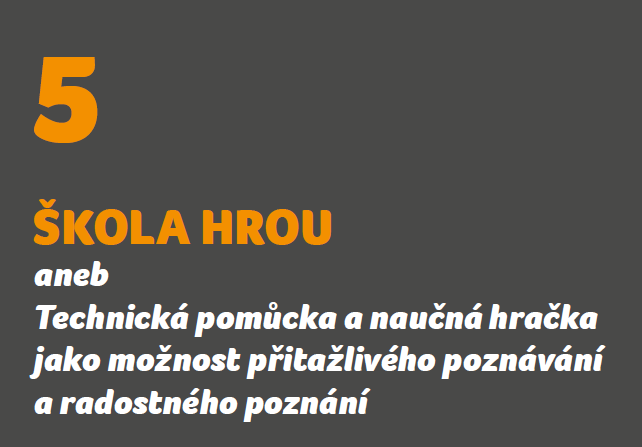 5
ŠKOLA HROU
aneb
Technická pomůcka a naučná hračka
jako možnost přitažlivého poznávání
a radostného poznání